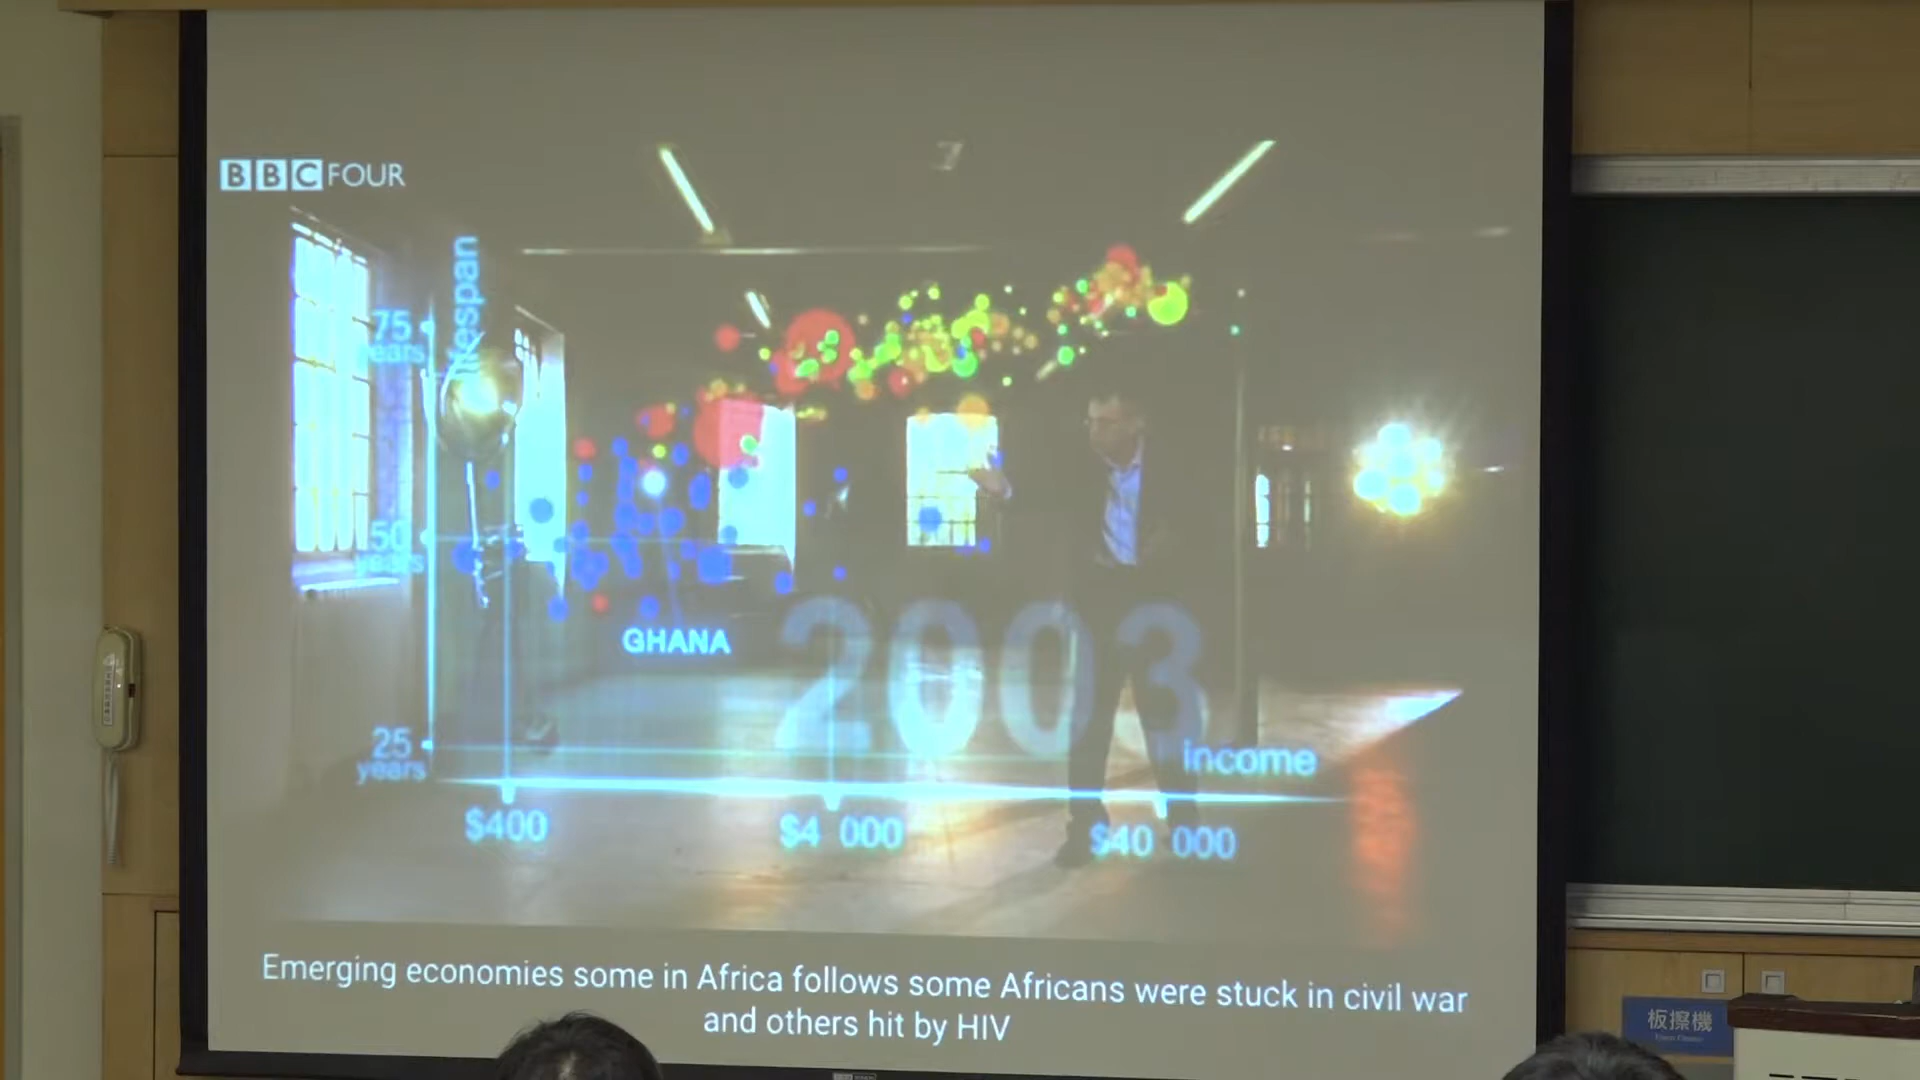 BBC FOUR
lifespan
75
years
50
years
GHANA
2003
25
years
income
$400
$4 000
$40 000
Emerging economies some in Africa follows some Africans were stuck in civil war
and others hit by HIV
板擦機